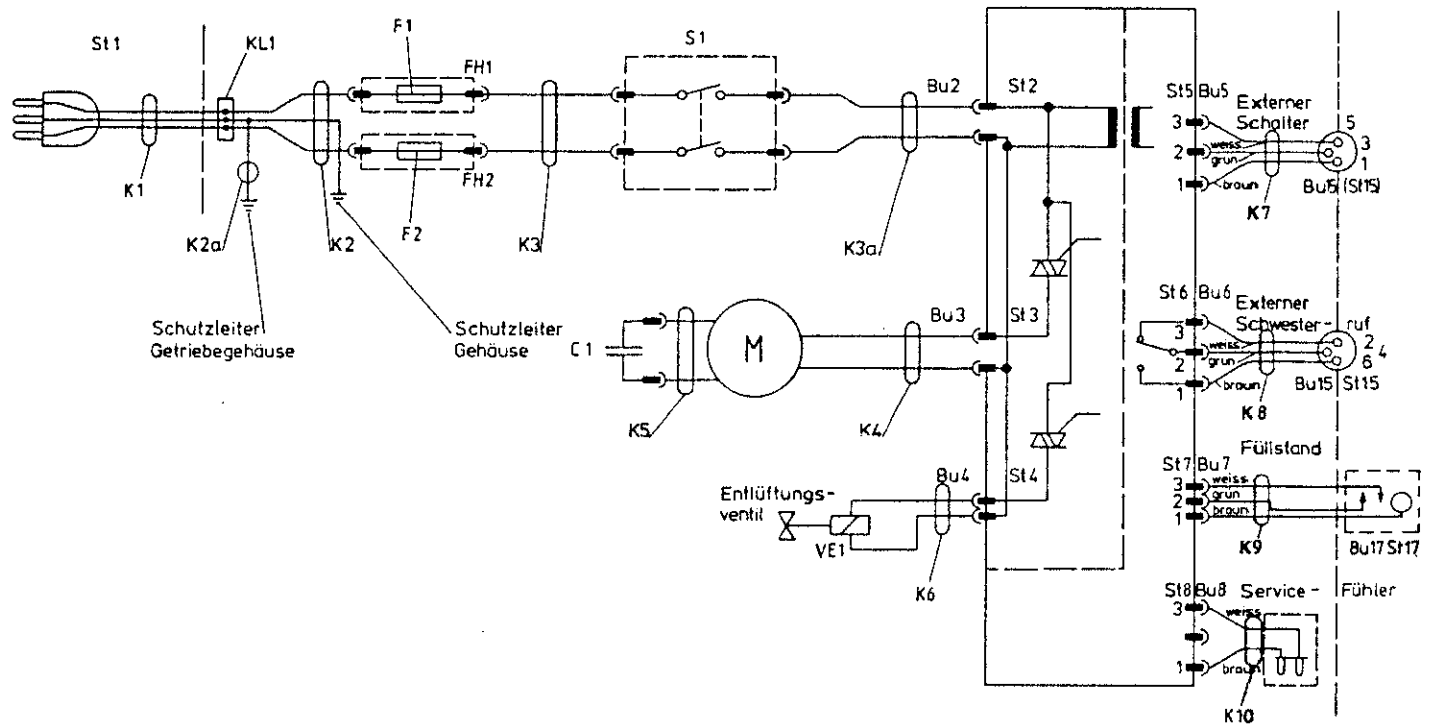 St1
KL1
F1
FH1
S1
Bu2
St2
St5 Bu5
Externer
Schalter
5
3
3
weiss
2
grün
1
1
braun
Bu15 (St15)
K7
K1
K2a
K2
F2
FH2
K3
K3a
Schutzleiter
Getriebegehäuse
Schutzleiter
Gehäuse
C1
M
K5
K4
Bu3
St3
St6 Bu6
Externer
Schwester-ruf
3
weiss
2
2
grün
4
6
1
braun
Bu15 St15
K8
Füllstand
St7 Bu7
3
weiss
2
grün
1
braun
K9
Bu17 St17
Entlüftungs-
ventil
VE1
Bu4
St4
K6
St8 Bu8
Service-Fühler
3
weiss
1
braun
K10